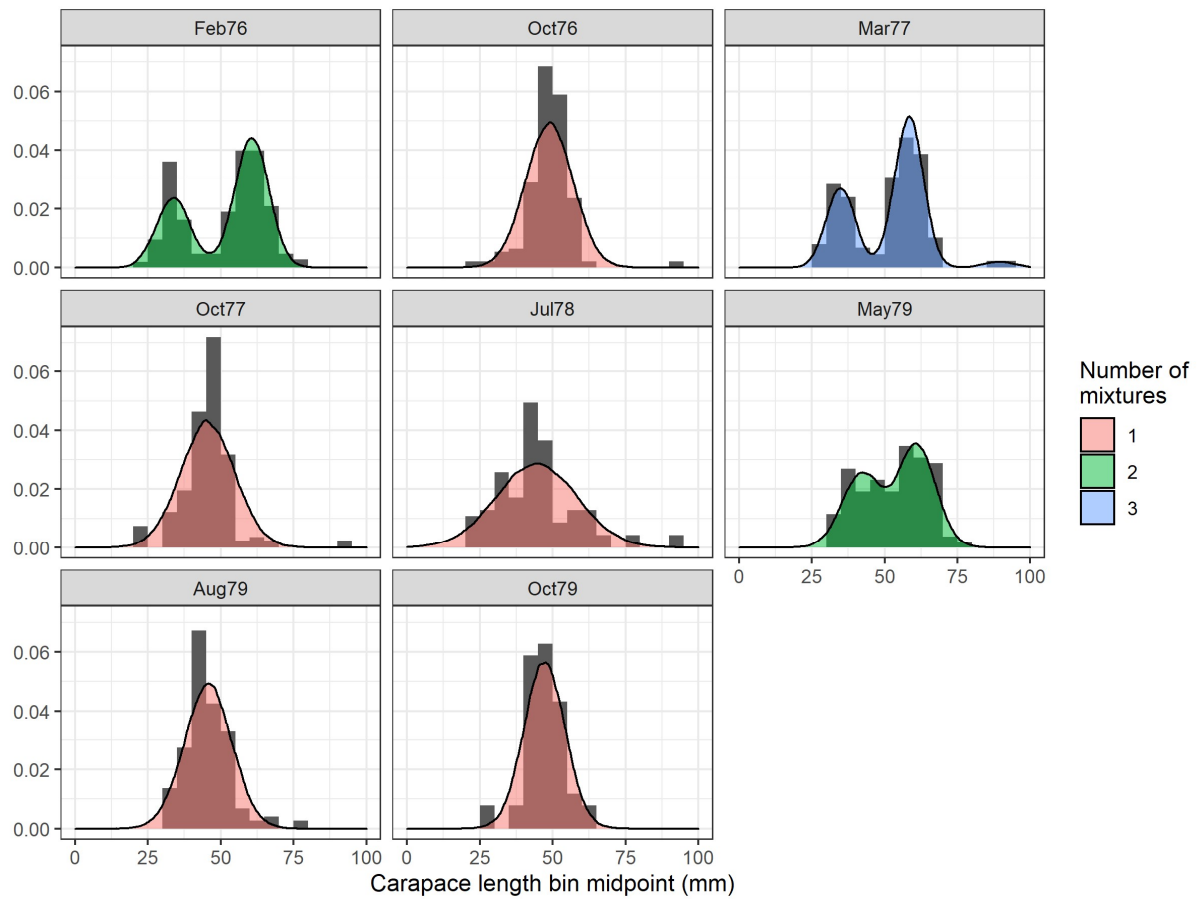 Feb76
Oct76
Mar77
0.06
0.04
0.02
0.00
Oct77
Jul78
May79
0.06
0.04
0.02
0.00
0 25 50 75 100
Aug79
Oct79
0.06
0.04
0.02
0.00
0 25 50 75 100
0 25 50 75 100
Carapace length bin midpoint (mm)
Number of
mixtures
1
2
3